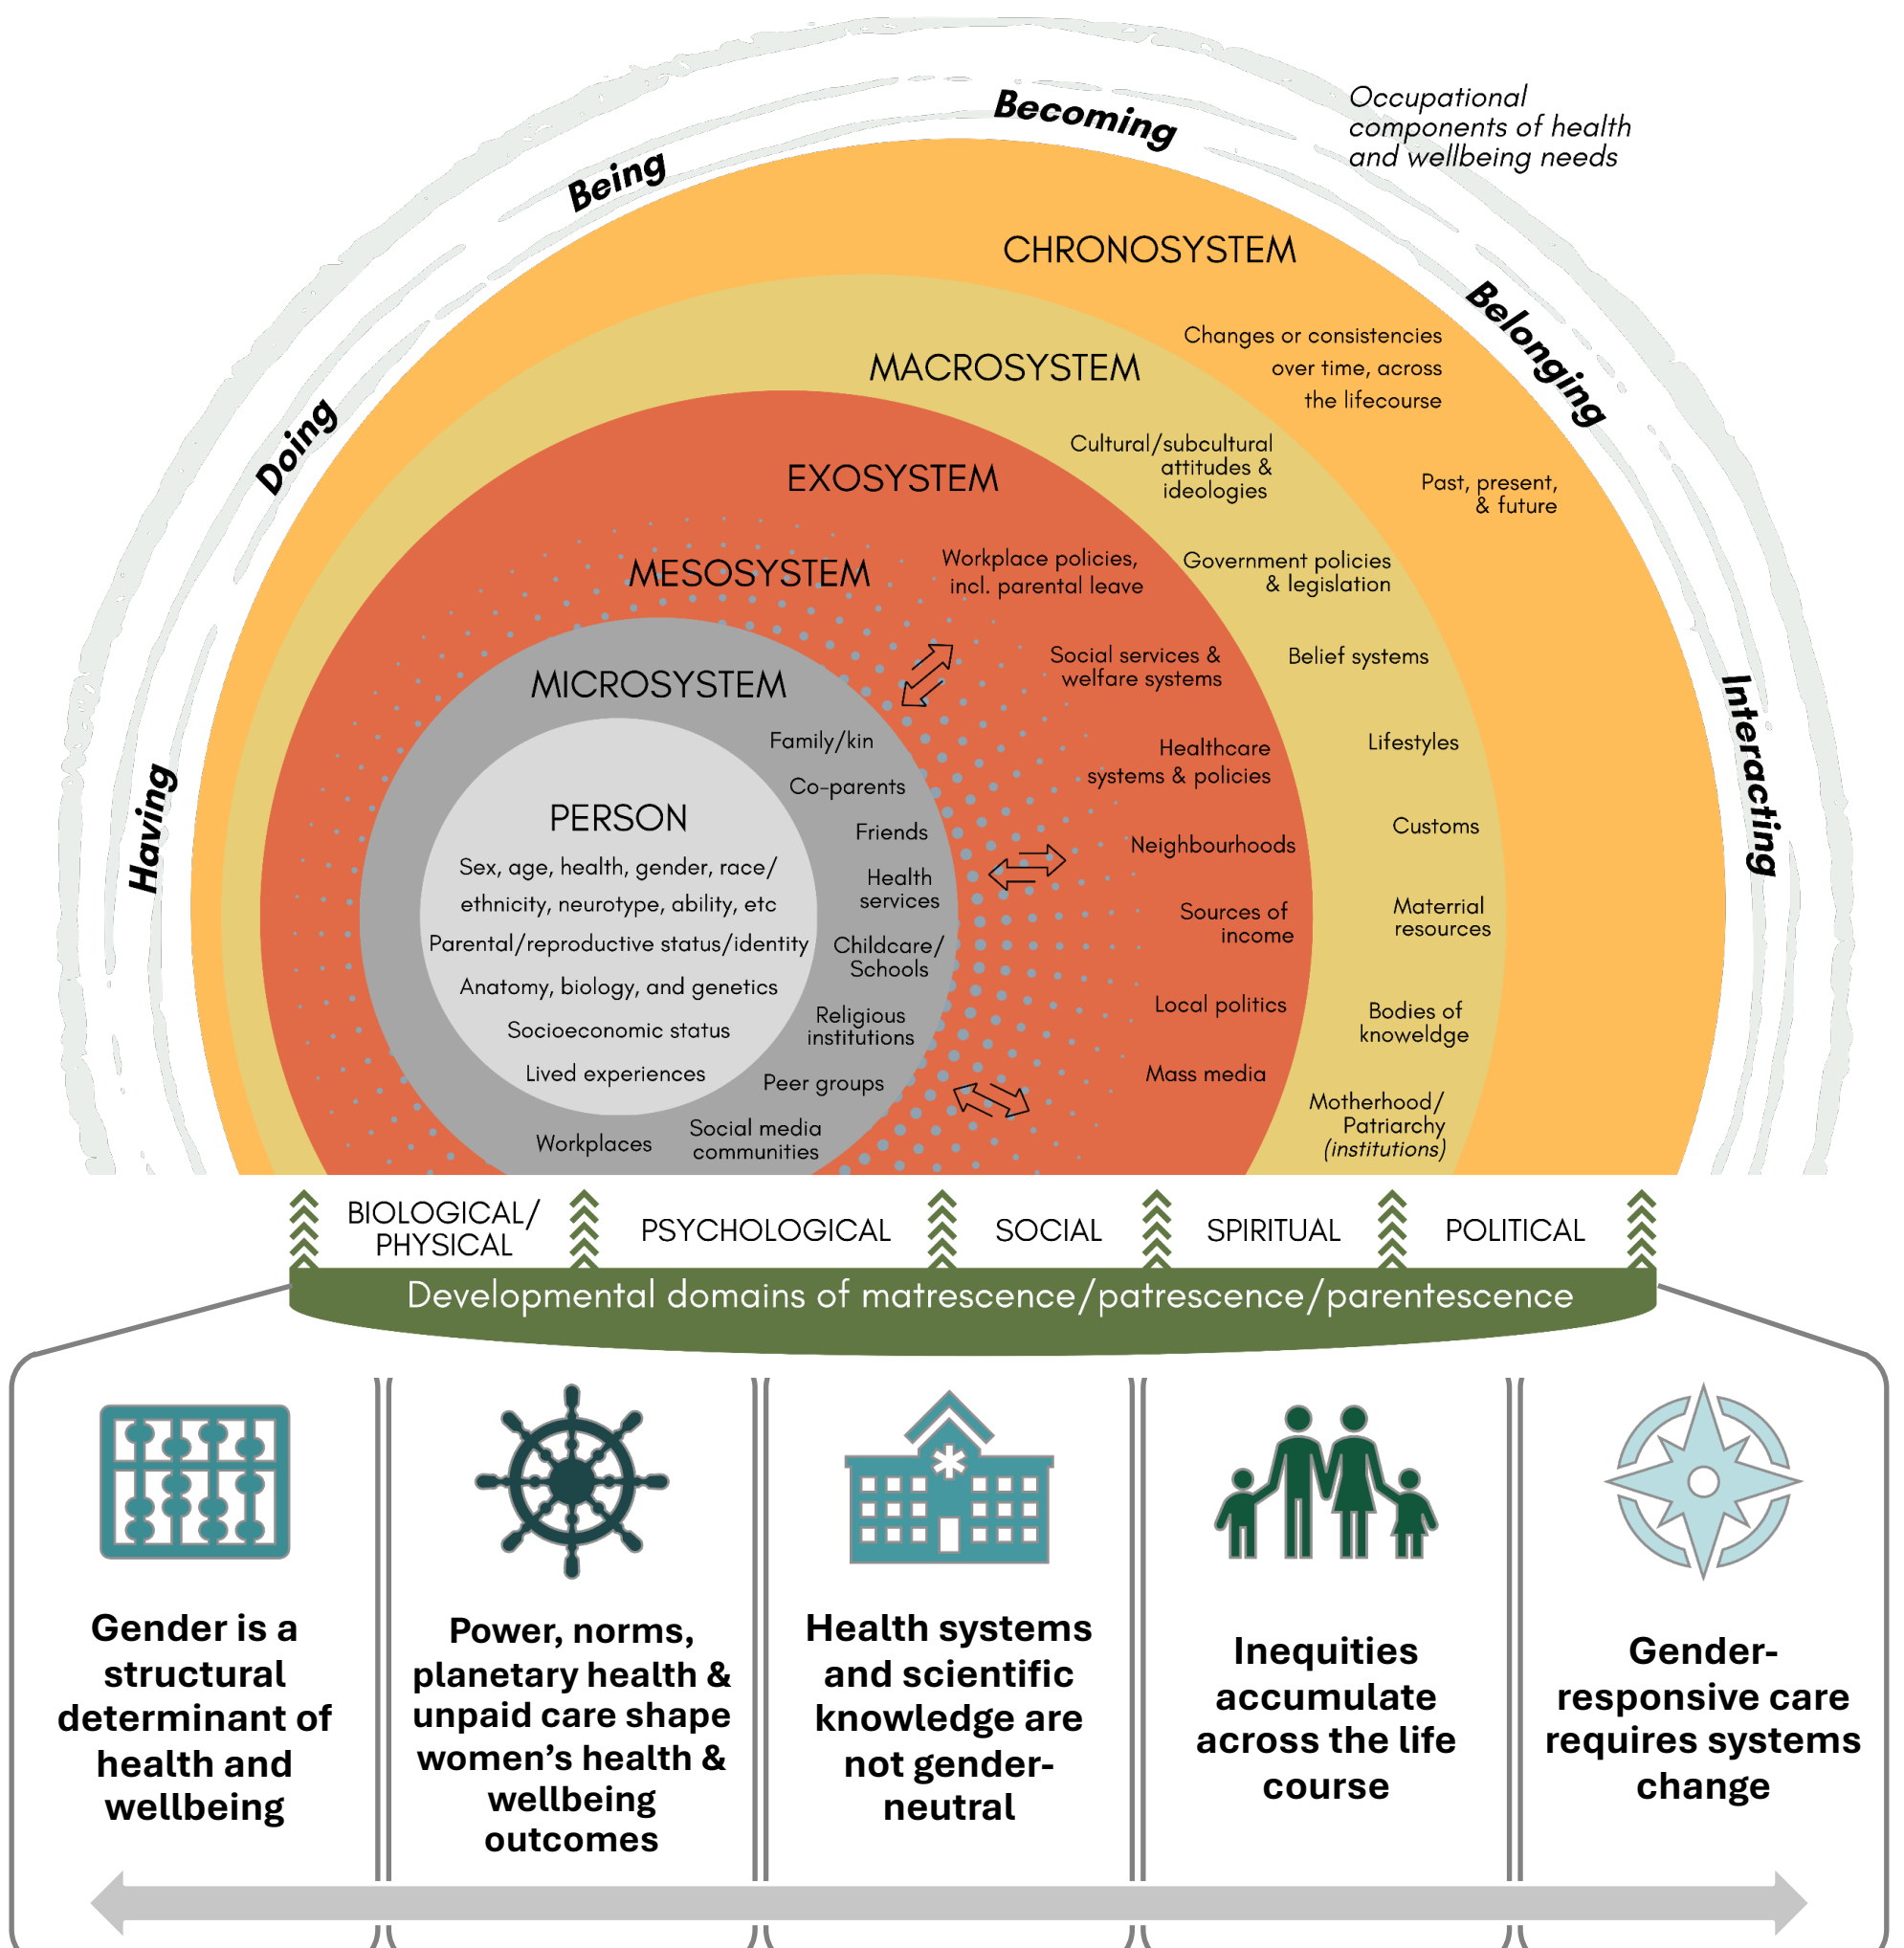 Occupational
components of health
and wellbeing needs
Having
Doing
Being
Becoming
Belonging
Interacting
CHRONOSYSTEM
Changes or consistencies
over time, across
the lifecourse
Past, present,
& future
MACROSYSTEM
Cultural/subcultural
attitudes &
ideologies
Government policies
& legislation
Belief systems
Lifestyles
Customs
Materrial
resources
Bodies of
knoweldge
Motherhood/
Patriarchy
(institutions)
EXOSYSTEM
Workplace policies,
incl. parental leave
Social services &
welfare systems
Healthcare
systems & policies
Neighbourhoods
Sources of
income
Local politics
Mass media
MESOSYSTEM
MICROSYSTEM
Family/kin
Co-parents
Friends
Health
services
Childcare/
Schools
Religious
institutions
Peer groups
Social media
communities
Workplaces
PERSON
Sex, age, health, gender, race/
ethnicity, neurotype, ability, etc
Parental/reproductive status/identity
Anatomy, biology, and genetics
Socioeconomic status
Lived experiences
BIOLOGICAL/
PHYSICAL
PSYCHOLOGICAL
SOCIAL
SPIRITUAL
POLITICAL
Developmental domains of matrescence/patrescence/parentescence
Gender is a
structural
determinant of
health and
wellbeing
Power, norms,
planetary health &
unpaid care shape
women's health &
wellbeing
outcomes
Health systems
and scientific
knowledge are
not gender-
neutral
Inequities
accumulate
across the life
course
Gender-
responsive care
requires systems
change